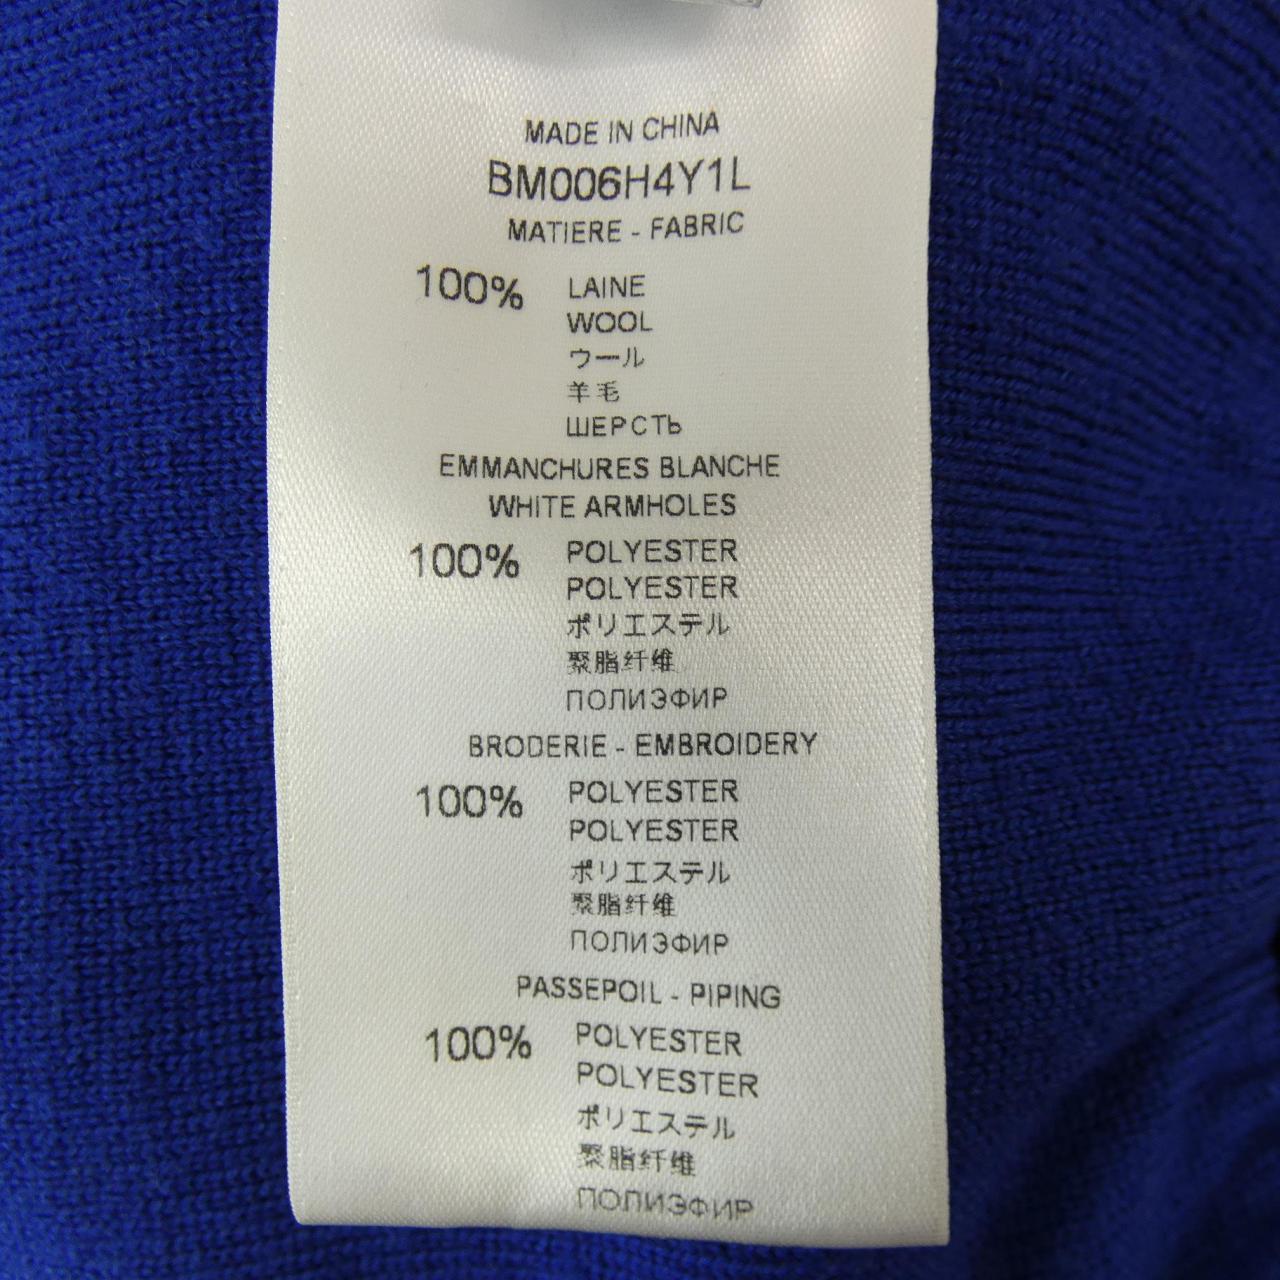 MADE IN CHINA
BM006H4Y1L
MATIERE - FABRIC
100% LAINE
WOOL
ウール
羊毛
ШЕРСТЬ
EMMANCHURES BLANCHE
WHITE ARMHOLES
100% POLYESTER
POLYESTER
ポリエステル
聚脂纤维
ПОЛИЭФИР
BRODERIE - EMBROIDERY
100% POLYESTER
POLYESTER
ポリエステル
聚脂纤维
ПОЛИЭФИР
PASSEPOIL - PIPING
100% POLYESTER
POLYESTER
ポリエステル
聚脂纤维
ПОЛИЭФИР